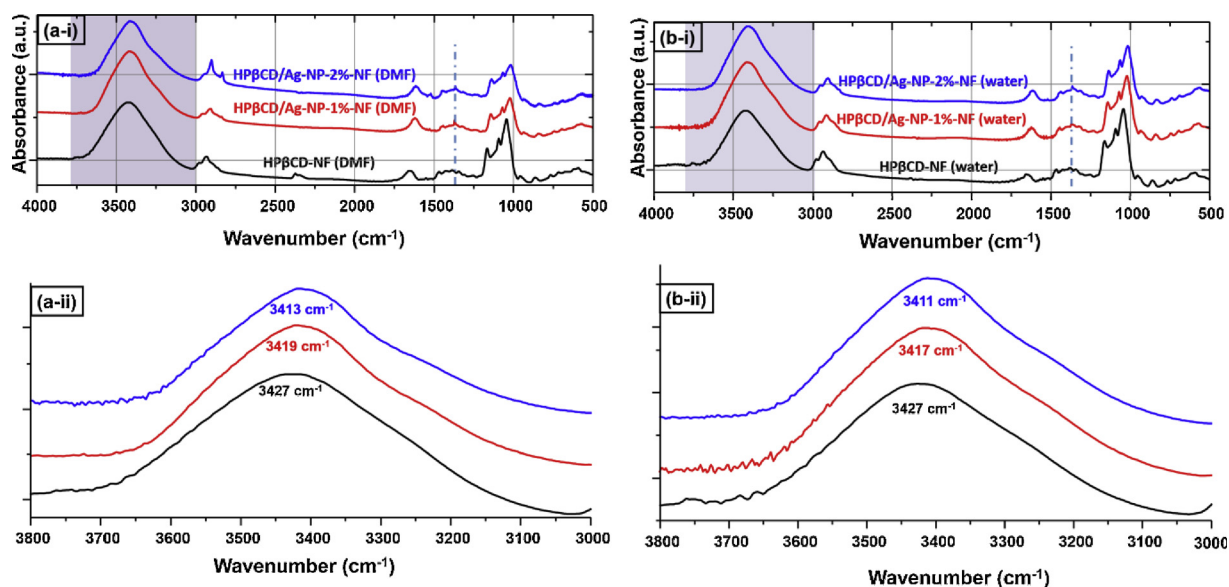 (a-i)
Absorbance (a.u.)
HPβCD/Ag-NP-2%-NF (DMF)
HPβCD/Ag-NP-1%-NF (DMF)
HPβCD-NF (DMF)
4000 3500 3000 2500 2000 1500 1000 500
Wavenumber (cm⁻¹)
(b-i)
Absorbance (a.u.)
HPβCD/Ag-NP-2%-NF (water)
HPβCD/Ag-NP-1%-NF (water)
HPβCD-NF (water)
4000 3500 3000 2500 2000 1500 1000 500
Wavenumber (cm⁻¹)
(a-ii)
3413 cm⁻¹
3419 cm⁻¹
3427 cm⁻¹
3800 3700 3600 3500 3400 3300 3200 3100 3000
Wavenumber (cm⁻¹)
(b-ii)
3411 cm⁻¹
3417 cm⁻¹
3427 cm⁻¹
3800 3700 3600 3500 3400 3300 3200 3100 3000
Wavenumber (cm⁻¹)